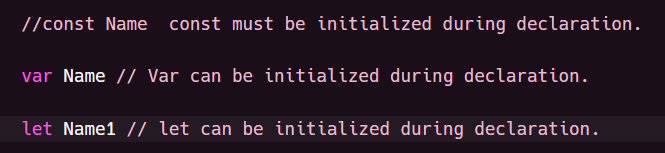 //const Name  const must be initialized during declaration.
var Name // Var can be initialized during declaration.
let Name1 // let can be initialized during declaration.